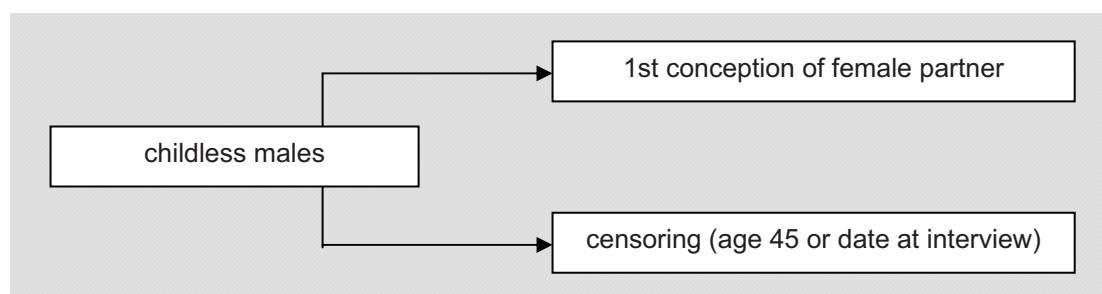 1st conception of female partner
childless males
censoring (age 45 or date at interview)